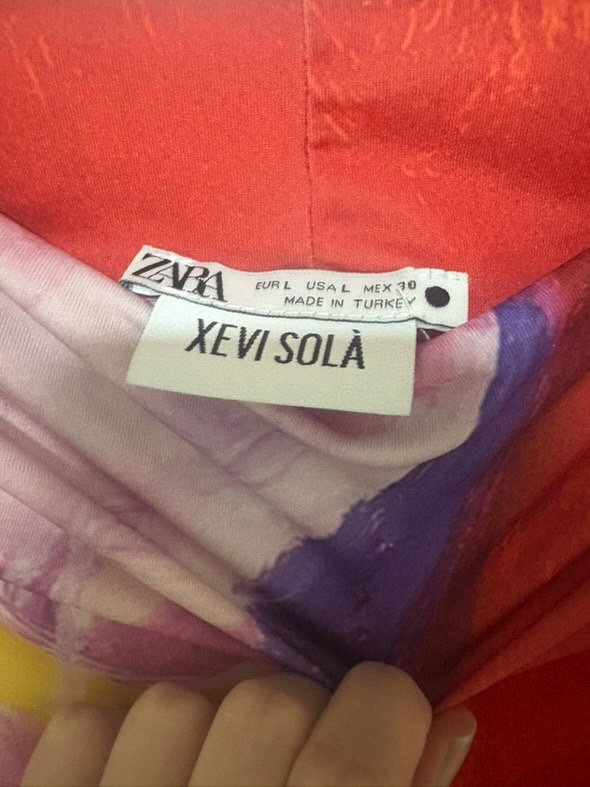 ZARA
EUR L USA L MEX 30
MADE IN TURKEY
XEVI SOLÀ